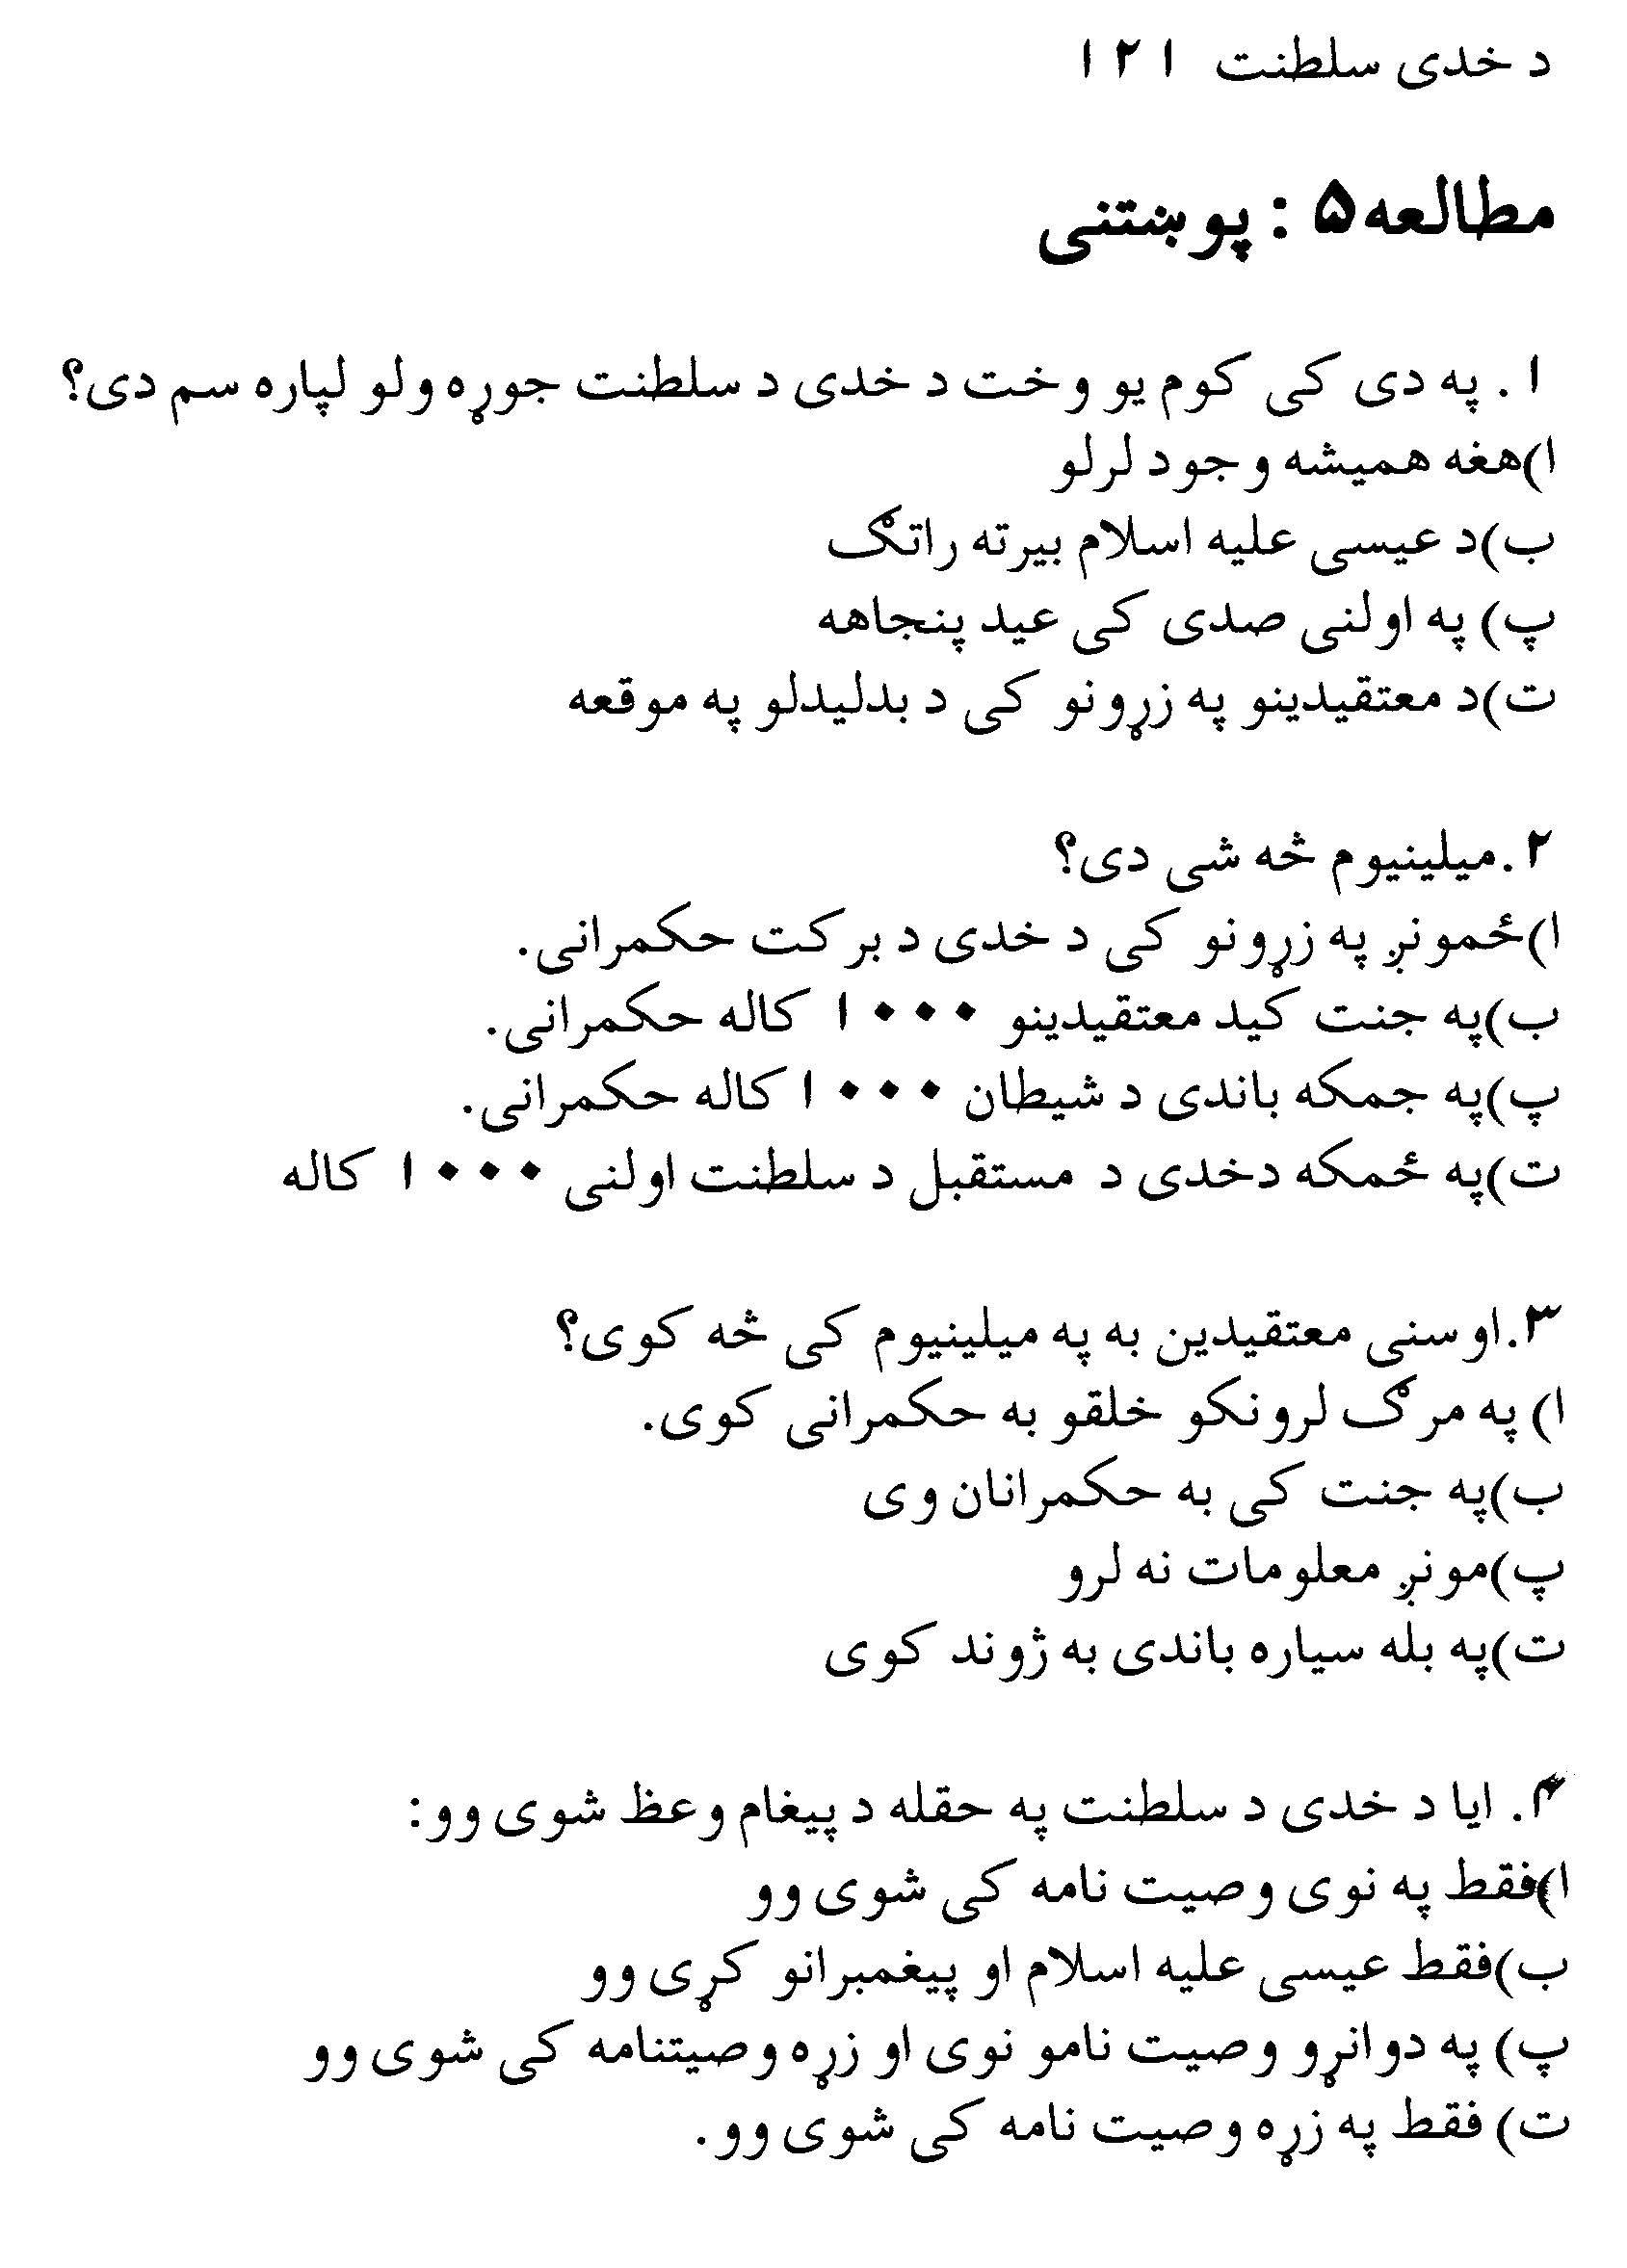 د خدی سلطنت ۱۲۱
مطالعه۵ : پوښتنی
۱. په دی کی کوم یو وخت د خدی د سلطنت جوړه ولو لپاره سم دی؟
ا)هغه همیشه وجود لرلو
ب)د عیسی علیه اسلام بیرته راتګ
پ) په اولنی صدی کی عید پنجاهه
ت)د معتقیدینو په زړونو کی د بدلیدلو په موقعه
۲.میلینیوم څه شی دی؟
ا)ځمونږ په زړونو کی د خدی د برکت حکمرانی.
ب)په جنت کید معتقیدینو ۱۰۰۰ کاله حکمرانی.
پ)په جمکه باندی د شیطان ۱۰۰۰ کاله حکمرانی.
ت)په ځمکه دخدی د مستقبل د سلطنت اولنی ۱۰۰۰ کاله
۳.اوسنی معتقیدین به په میلینیوم کی څه کوی؟
ا) په مرګ لرونکو خلقو به حکمرانی کوی.
ب)په جنت کی به حکمرانان وی
پ)مونږ معلومات نه لرو
ت)په بله سیاره باندی به ژوند کوی
۴. ایا د خدی د سلطنت په حقله د پیغام وعظ شوی وو:
ا)فقط په نوی وصیت نامه کی شوی وو
ب)فقط عیسی علیه اسلام او پیغمبرانو کړی وو
پ) په دوانړو وصیت نامو نوی او زړه وصیتنامه کی شوی وو
ت) فقط په زړه وصیت نامه کی شوی وو.